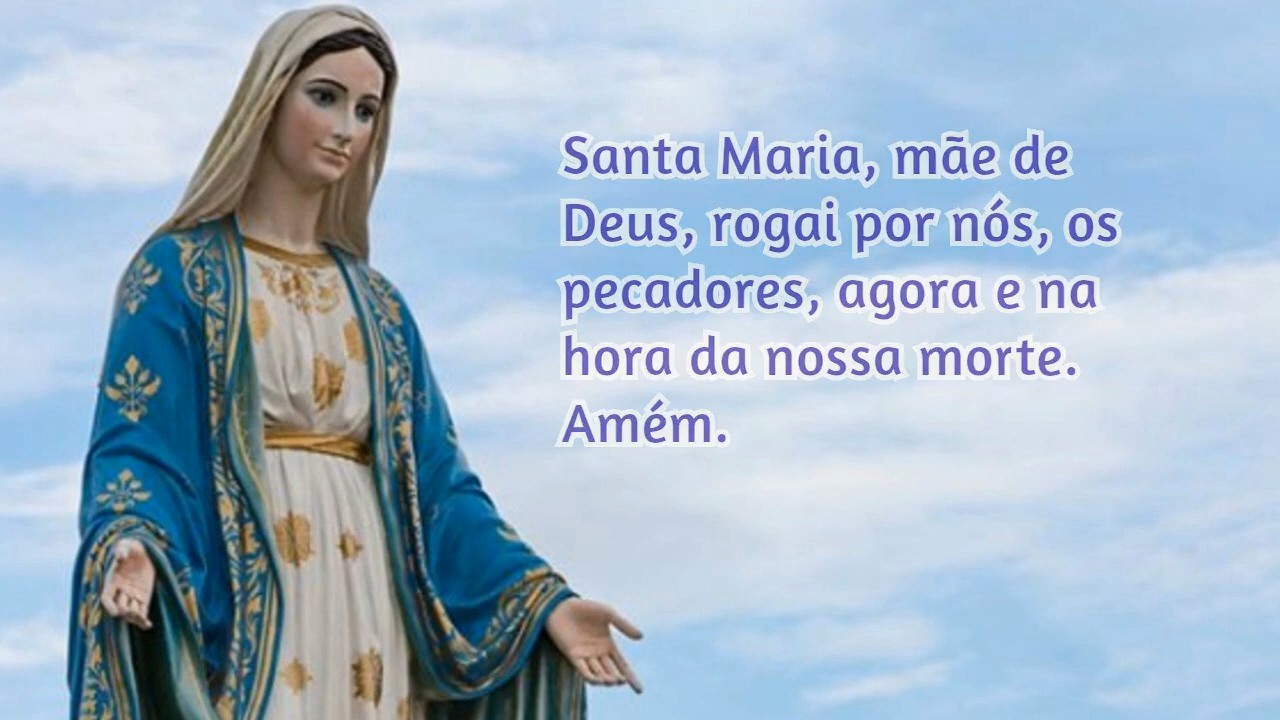 Santa Maria, mãe de
Deus, rogai por nós, os
pecadores, agora e na
hora da nossa morte.
Amém.